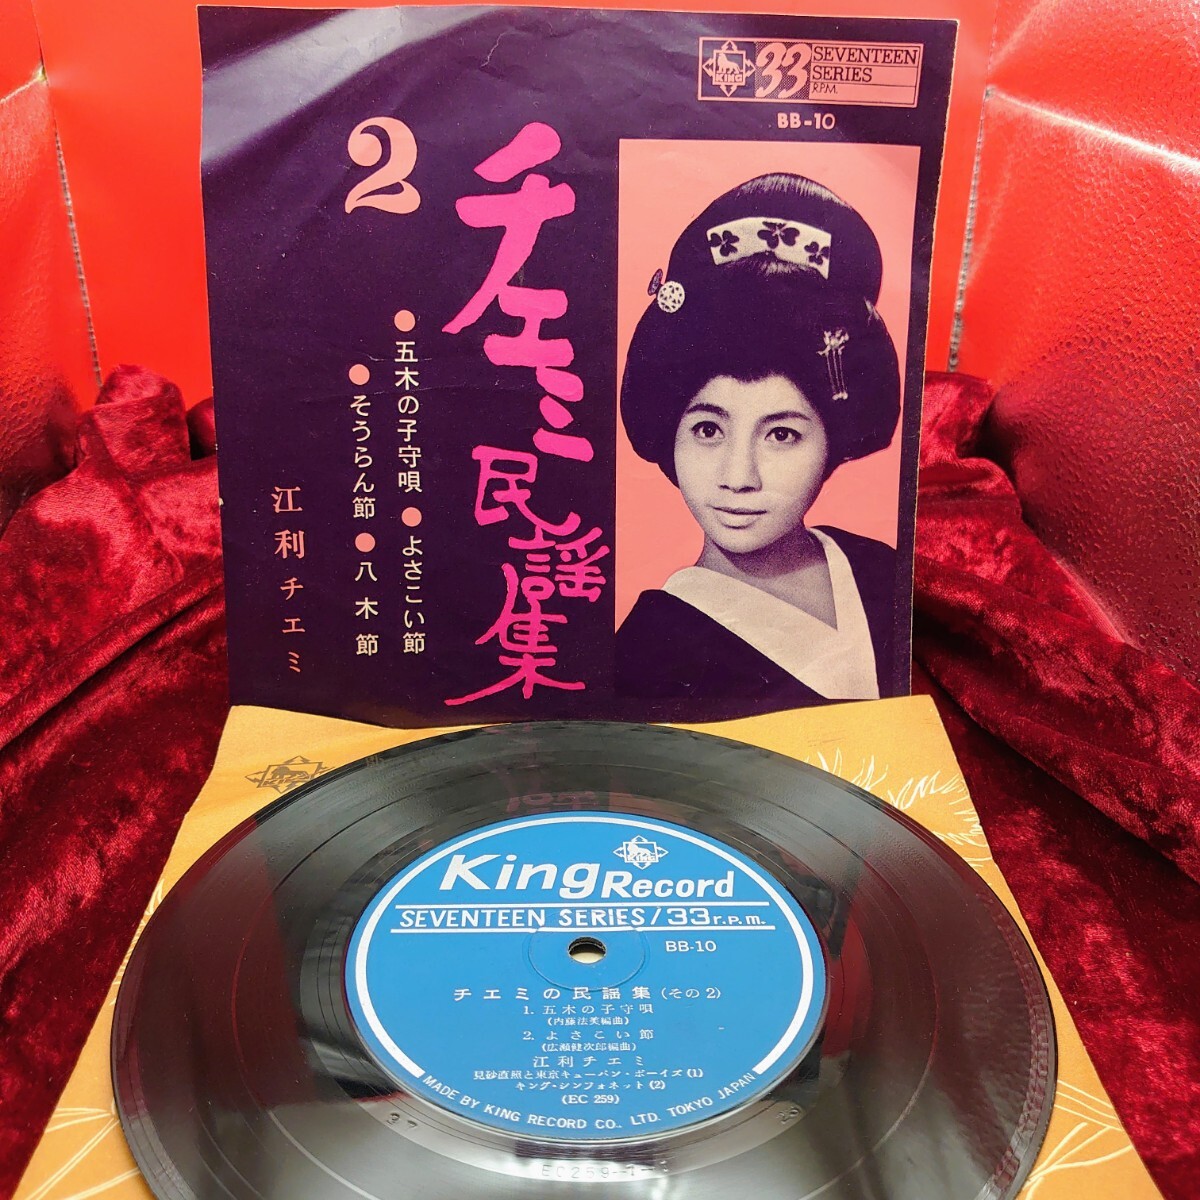 KING
33
R.P.M.
SEVENTEEN
SERIES
BB-10
2
チエミ
民謡集
●五木の子守唄●よさこい節
●そうらん節●八木節
江利チエミ
KING
King Record
SEVENTEEN SERIES/33r.p.m.
BB-10
チエミの民謡集(その2)
1. 五木の子守唄
(内藤法美編曲)
2. よさこい節
(広瀬健次郎編曲)
江利チエミ
見砂直照と東京キューバン・ボーイズ(1)
キング・シンフォネット(2)
(EC 259)
MADE BY KING RECORD CO., LTD. TOKYO JAPAN
EC259-1